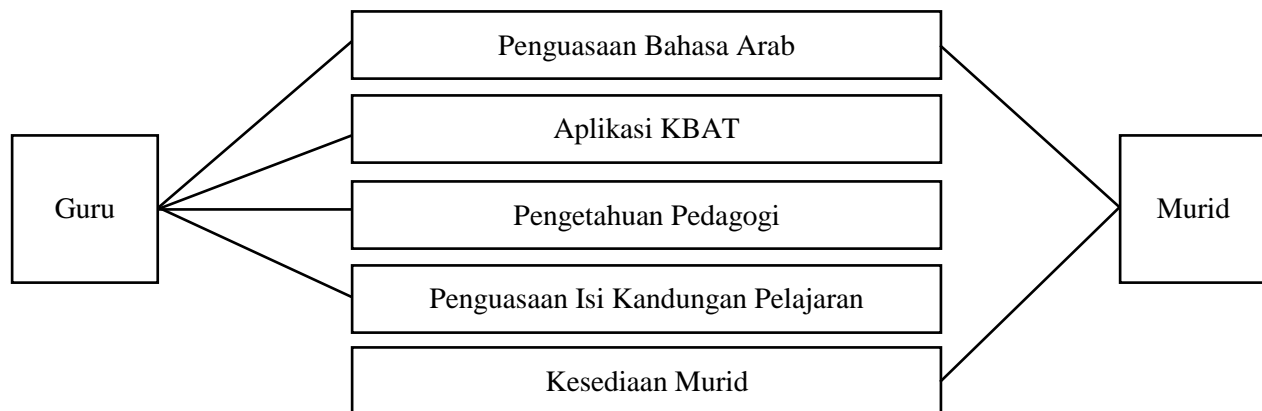 Penguasaan Bahasa Arab
Aplikasi KBAT
Guru
Pengetahuan Pedagogi
Murid
Penguasaan Isi Kandungan Pelajaran
Kesediaan Murid